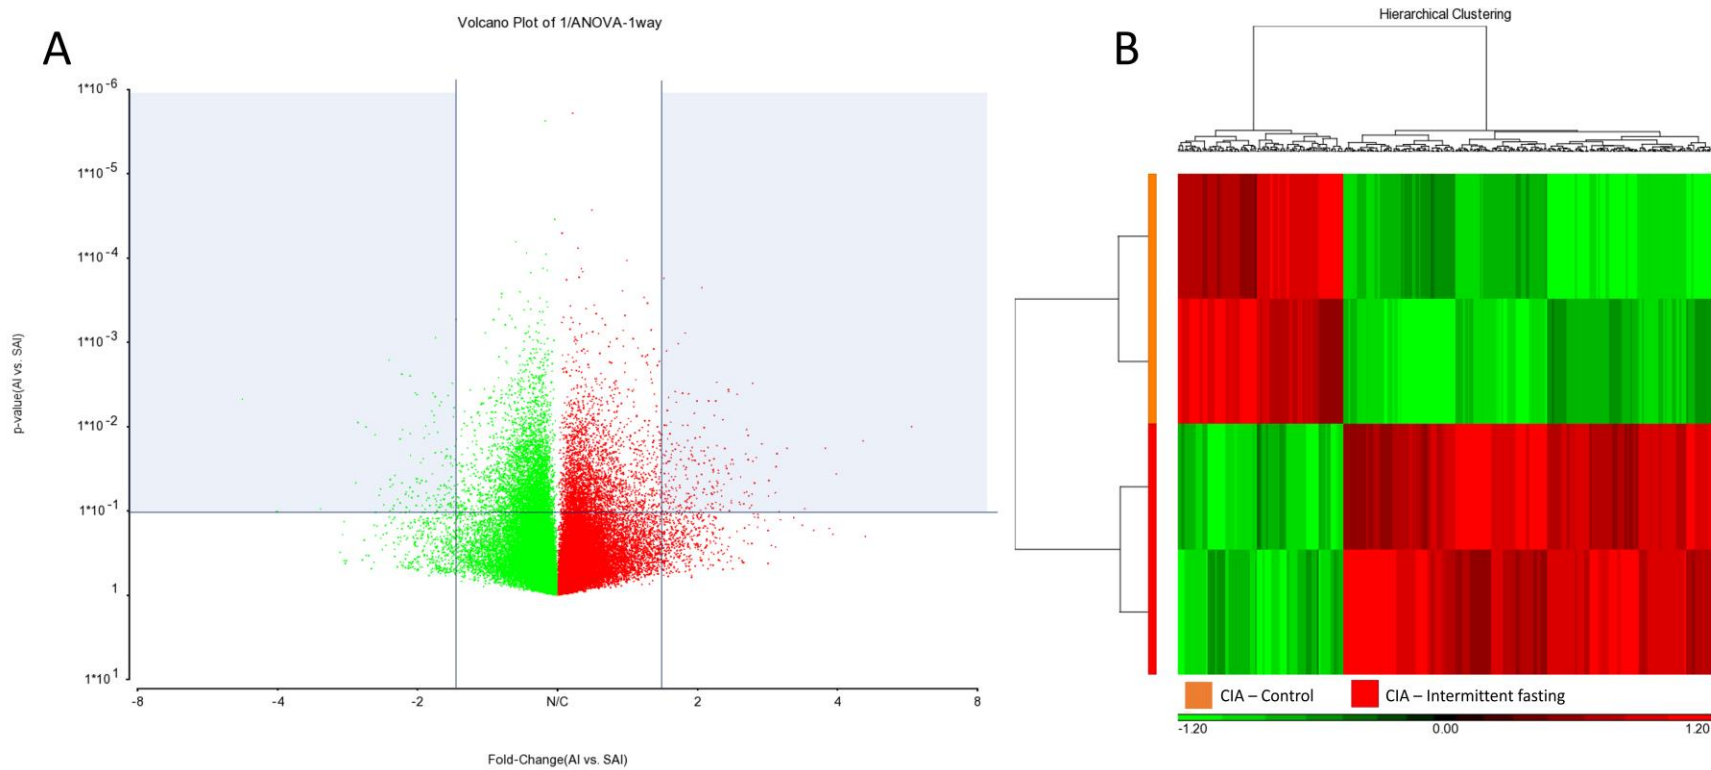 A
Volcano Plot of 1/ANOVA-1way
1*10 -6
1*10 -5
1*10 -4
1*10 -3
1*10 -2
1*10 -1
1
1*10 1
p-value(AI vs. SAI)
-8 -4 -2 N/C 2 4 8
Fold-Change(AI vs. SAI)
B
Hierarchical Clustering
CIA – Control CIA – Intermittent fasting
-1.20 0.00 1.20